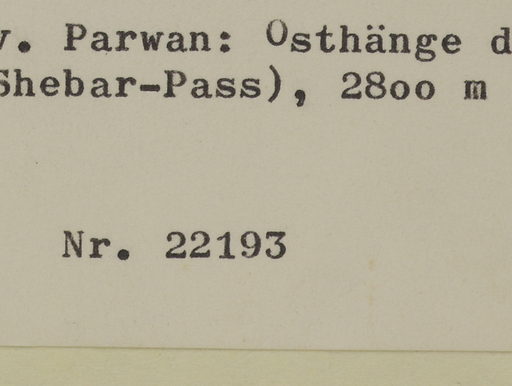 v. Parwan: Osthänge d
Shebar-Pass), 28oo m
Nr. 22193